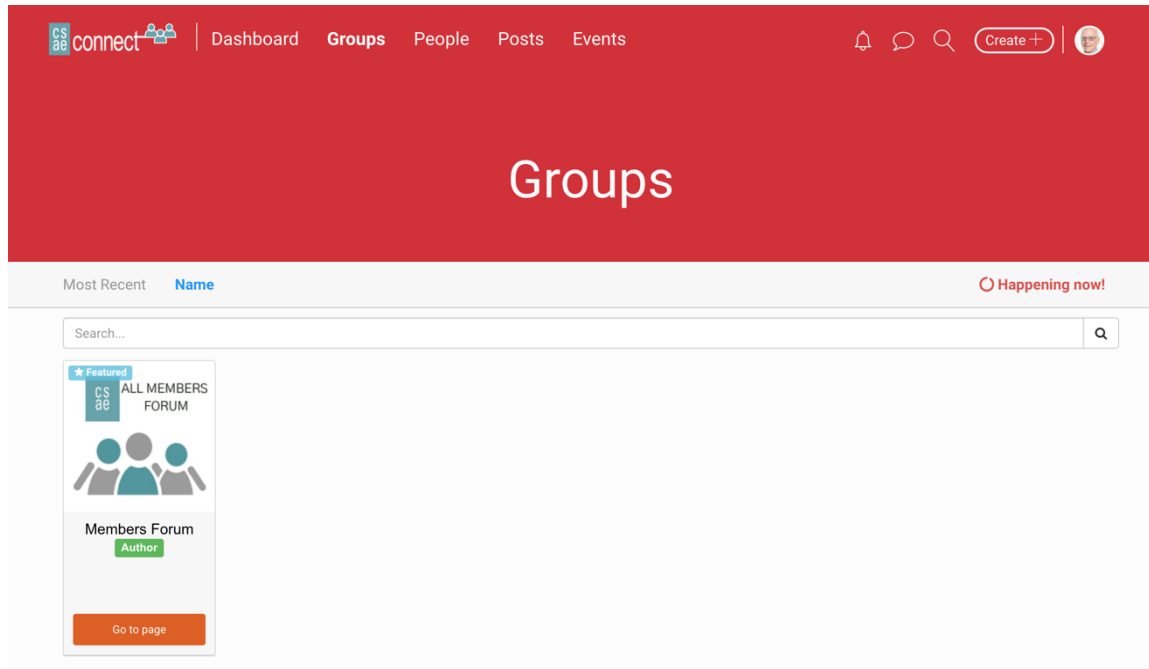 cs
ae connect
Dashboard Groups People Posts Events
Create
Groups
Most Recent Name
Happening now!
Search...
Featured
cs
ae
ALL MEMBERS
FORUM
Members Forum
Author
Go to page